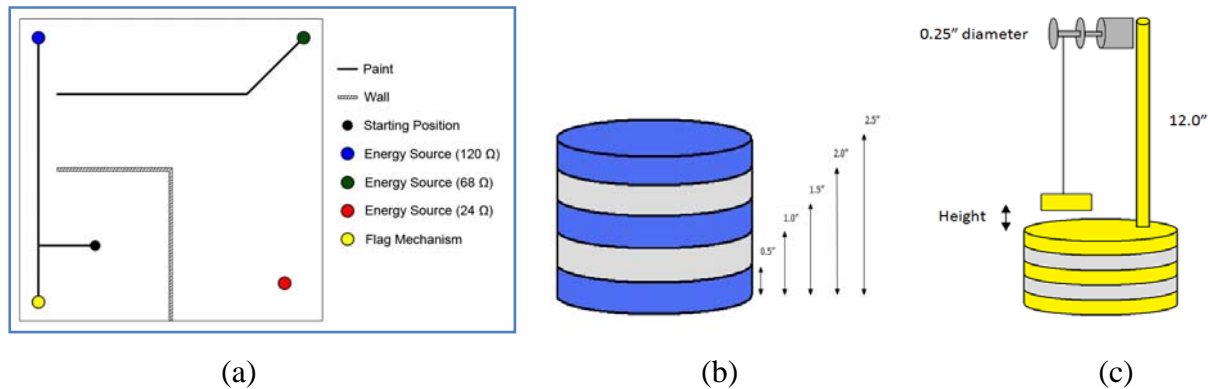 Paint
Wall
Starting Position
Energy Source (120 Ω)
Energy Source (68 Ω)
Energy Source (24 Ω)
Flag Mechanism
(a)
2.5"
2.0"
1.5"
1.0"
0.5"
(b)
0.25" diameter
12.0"
Height
(c)